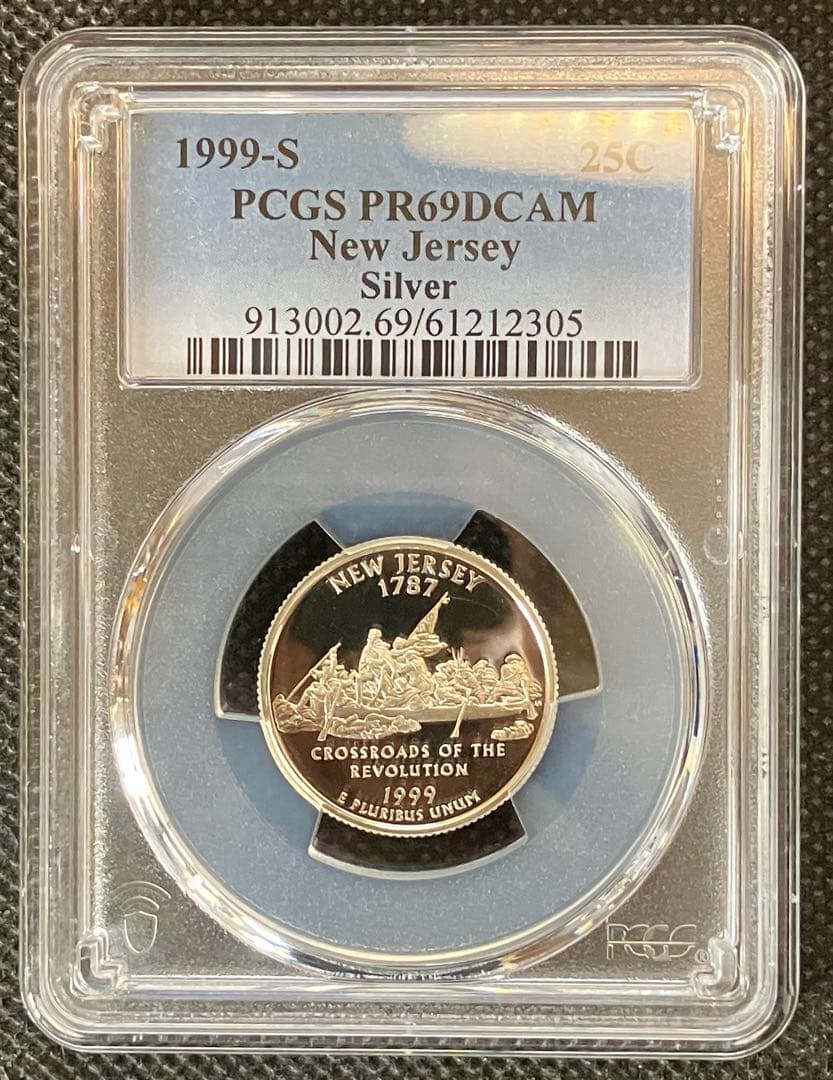 1999-S 25C
PCGS PR69DCAM
New Jersey
Silver
913002.69/61212305
NEW JERSEY
1787
CROSSROADS OF THE
REVOLUTION
1999
E PLURIBUS UNUM
PCGS®